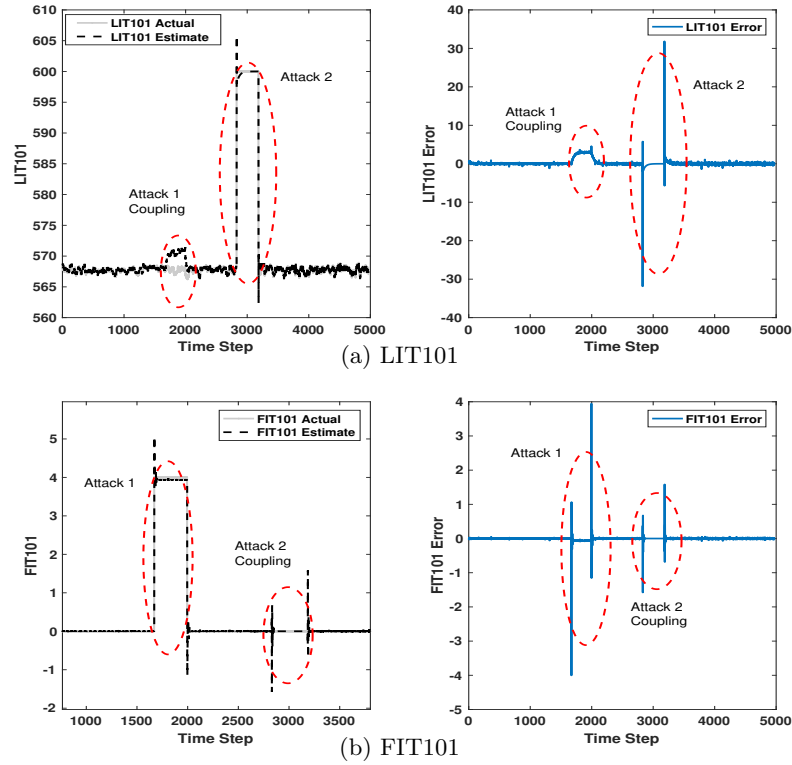 LIT101 Actual
LIT101 Estimate
Attack 2
Attack 1
Coupling
LIT101
610
605
600
595
590
585
580
575
570
565
560
0
1000
2000
3000
4000
5000
Time Step
LIT101 Error
Attack 1
Coupling
Attack 2
LIT101 Error
40
30
20
10
0
-10
-20
-30
-40
0
1000
2000
3000
4000
5000
Time Step
(a) LIT101
FIT101 Actual
FIT101 Estimate
Attack 1
Attack 2
Coupling
FIT101
5
4
3
2
1
0
-1
-2
1000
1500
2000
2500
3000
3500
Time Step
FIT101 Error
Attack 1
Attack 2
Coupling
FIT101 Error
4
3
2
1
0
-1
-2
-3
-4
-5
0
1000
2000
3000
4000
5000
Time Step
(b) FIT101